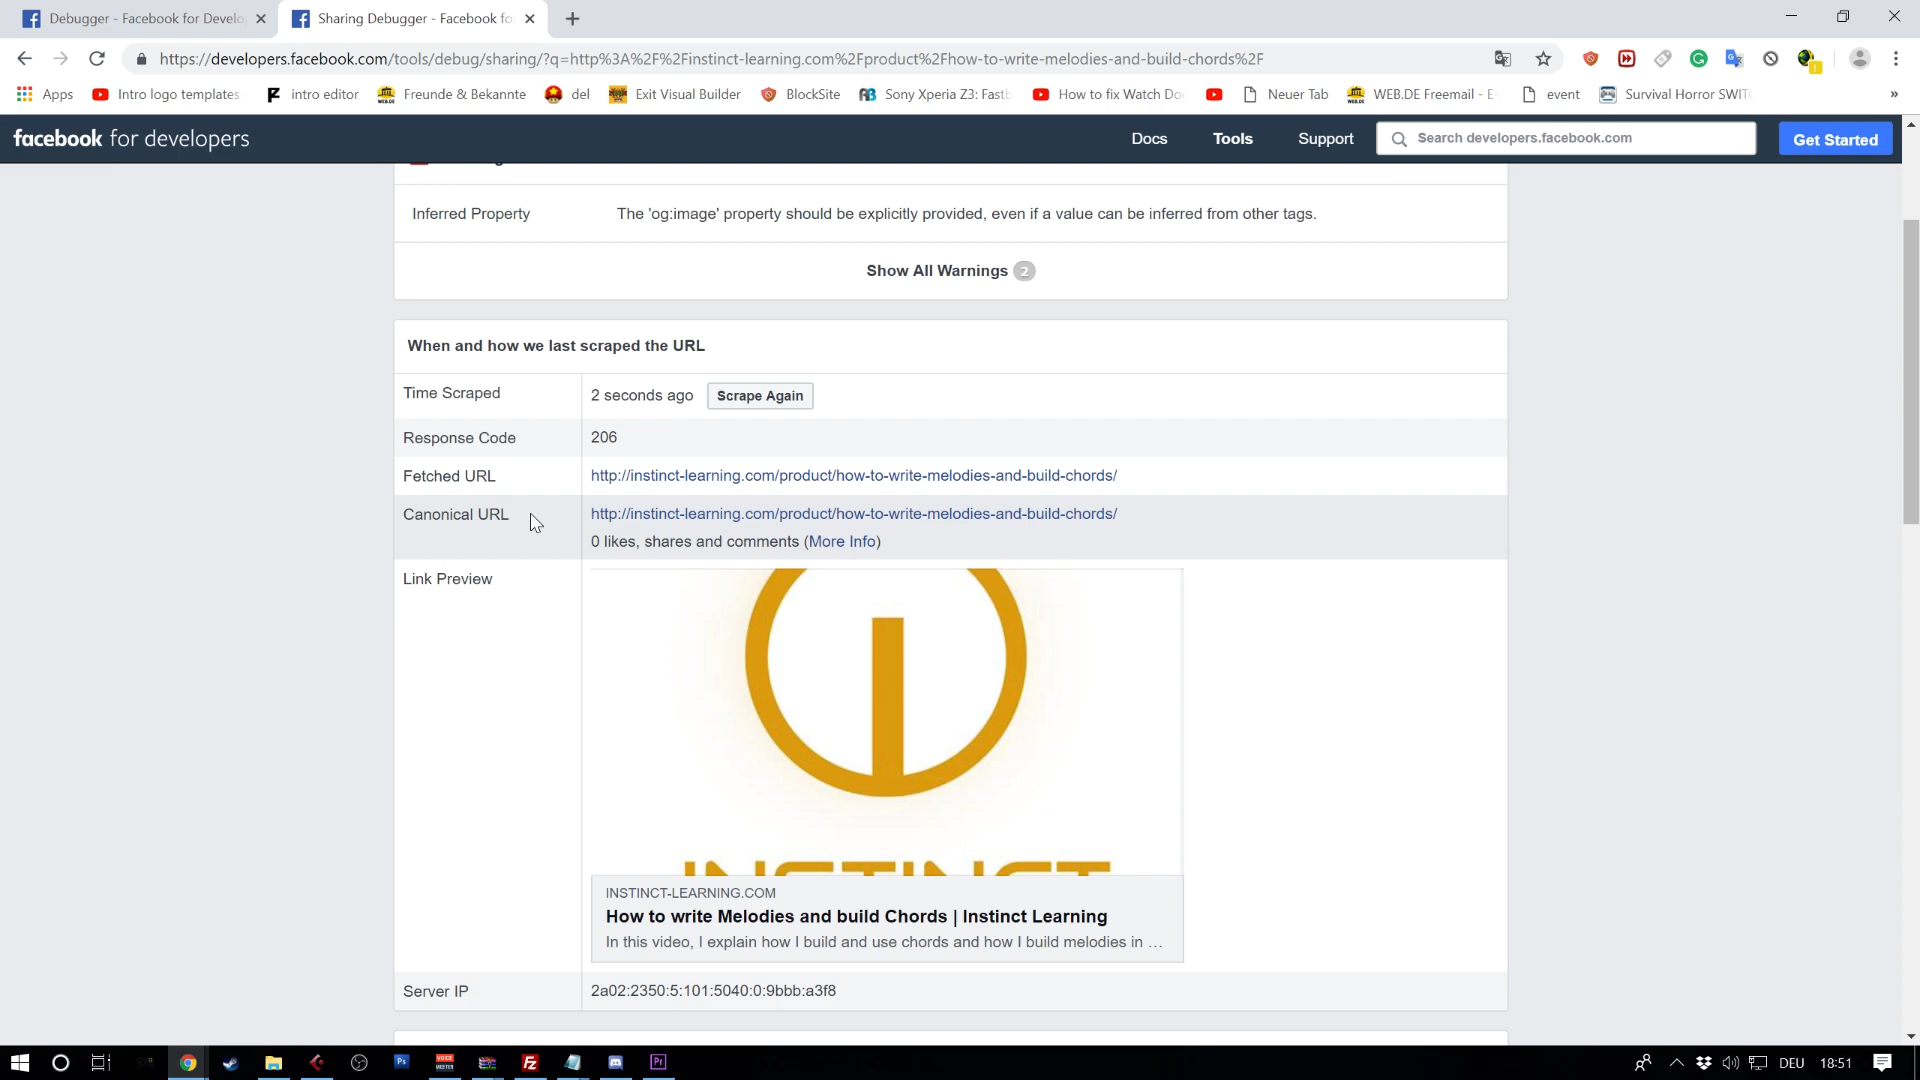 Debugger - Facebook for Develo
Sharing Debugger - Facebook fo
https://developers.facebook.com/tools/debug/sharing/?q=http%3A%2F%2Finstinct-learning.com%2Fproduct%2Fhow-to-write-melodies-and-build-chords%2F
Apps
Intro logo templates
intro editor
Freunde & Bekannte
del
Exit Visual Builder
BlockSite
Sony Xperia Z3: Fastb
How to fix Watch Do
Neuer Tab
WEB.DE Freemail - E-
event
Survival Horror SWIT
»
facebook for developers
Docs
Tools
Support
Search developers.facebook.com
Get Started
Inferred Property
The 'og:image' property should be explicitly provided, even if a value can be inferred from other tags.
Show All Warnings 2
When and how we last scraped the URL
Time Scraped
2 seconds ago
Scrape Again
Response Code
206
Fetched URL
http://instinct-learning.com/product/how-to-write-melodies-and-build-chords/
Canonical URL
http://instinct-learning.com/product/how-to-write-melodies-and-build-chords/
0 likes, shares and comments (More Info)
Link Preview
INSTINCT
INSTINCT-LEARNING.COM
How to write Melodies and build Chords | Instinct Learning
In this video, I explain how I build and use chords and how I build melodies in …
Server IP
2a02:2350:5:101:5040:0:9bbb:a3f8
DEU
18:51